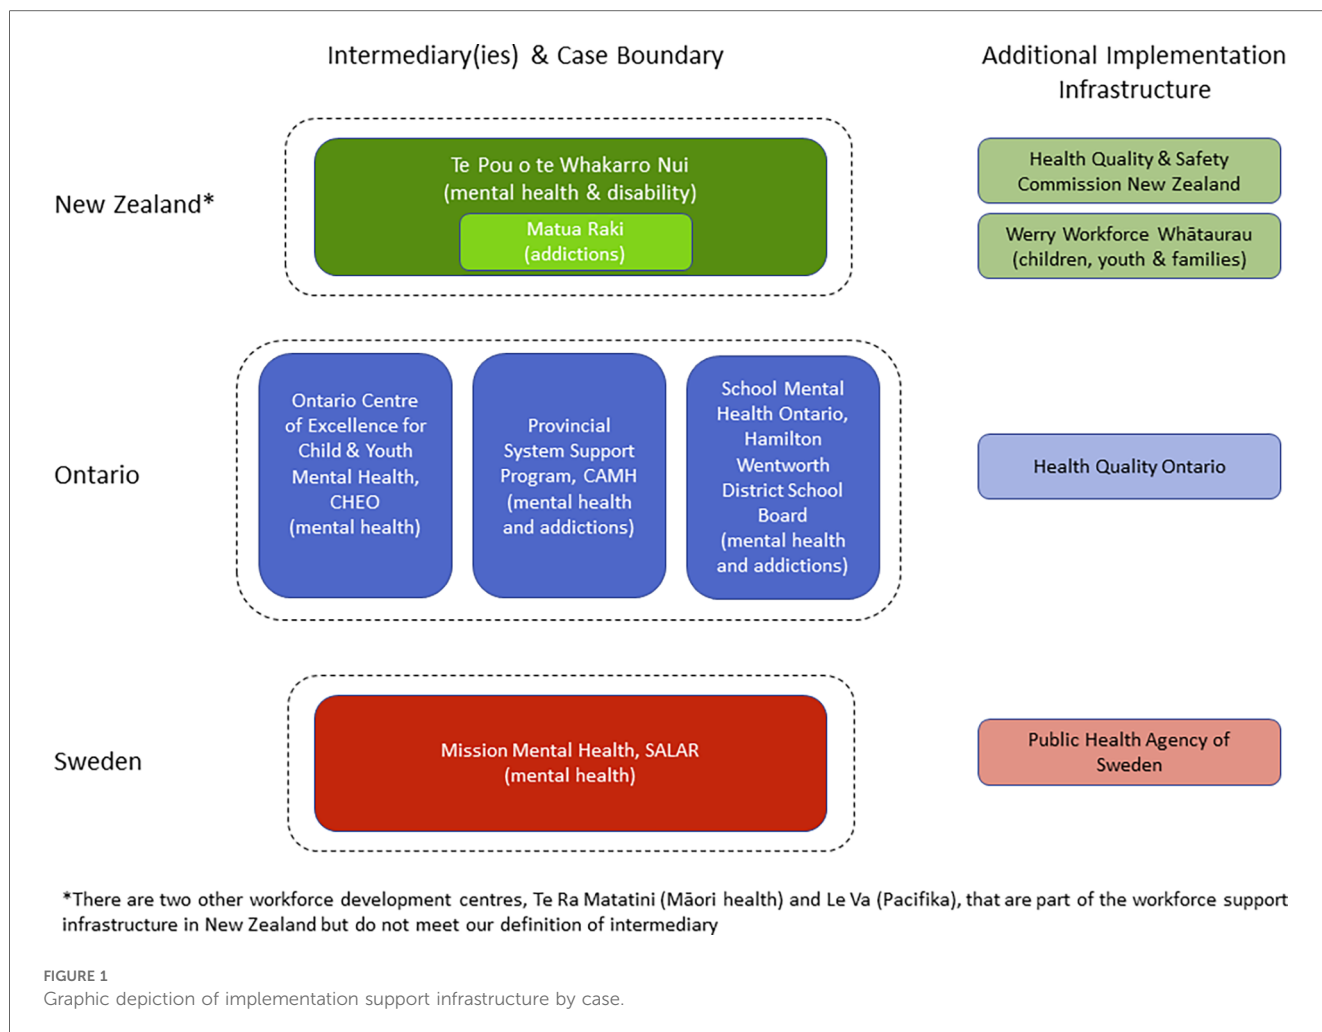 Intermediary(ies) & Case Boundary
Additional Implementation
Infrastructure
New Zealand*
Te Pou o te Whakarro Nui
(mental health & disability)
Matua Raki
(addictions)
Health Quality & Safety
Commission New Zealand
Werry Workforce Whātaurau
(children, youth & families)
Ontario
Ontario Centre
of Excellence for
Child & Youth
Mental Health,
CHEO
(mental health)
Provincial
System Support
Program, CAMH
(mental health
and addictions)
School Mental
Health Ontario,
Hamilton
Wentworth
District School
Board
(mental health
and addictions)
Health Quality Ontario
Sweden
Mission Mental Health, SALAR
(mental health)
Public Health Agency of
Sweden
*There are two other workforce development centres, Te Ra Matatini (Māori health) and Le Va (Pacifika), that are part of the workforce support
infrastructure in New Zealand but do not meet our definition of intermediary
FIGURE 1
Graphic depiction of implementation support infrastructure by case.